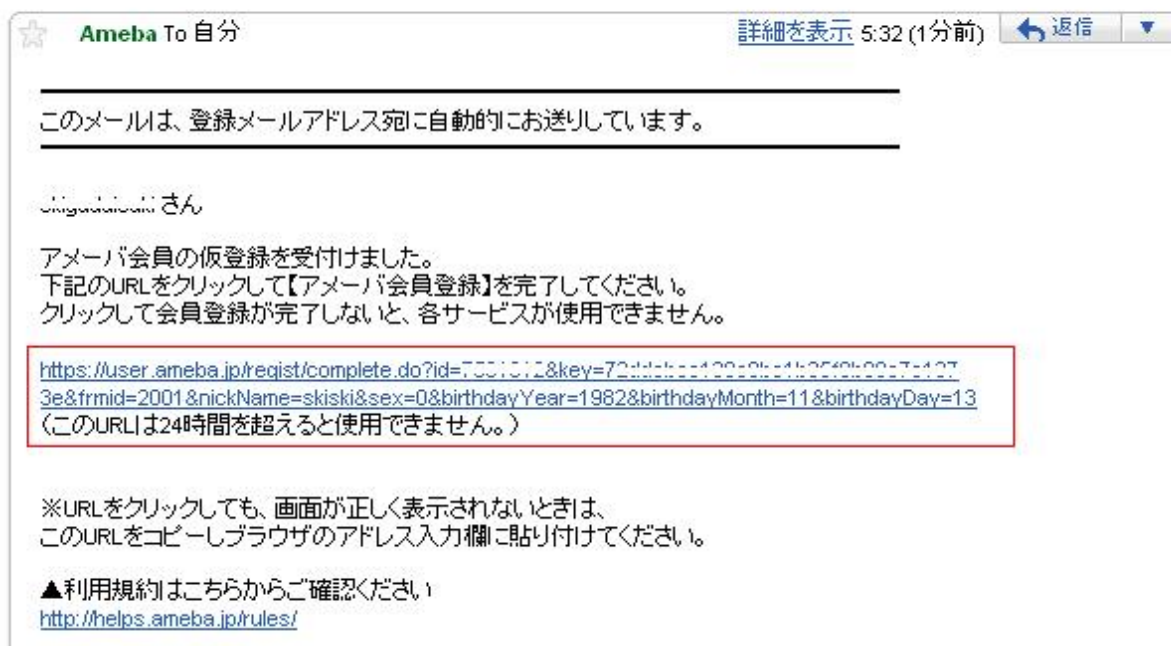 Ameba To 自分
詳細を表示 5:32 (1分前) 返信
このメールは、登録メールアドレス宛に自動的にお送りしています。
さん
アメーバ会員の仮登録を受付けました。
下記のURLをクリックして【アメーバ会員登録】を完了してください。
クリックして会員登録が完了しないと、各サービスが使用できません。
https://user.ameba.jp/regist/complete.do?id=
3e&frmid=2001&nickName=skiski&sex=0&birthdayYear=1982&birthdayMonth=11&birthdayDay=13
(このURLは24時間を超えると使用できません。)
※URLをクリックしても、画面が正しく表示されないときは、
このURLをコピーしブラウザのアドレス入力欄に貼り付けてください。
▲利用規約はこちらからご確認ください
http://helps.ameba.jp/rules/